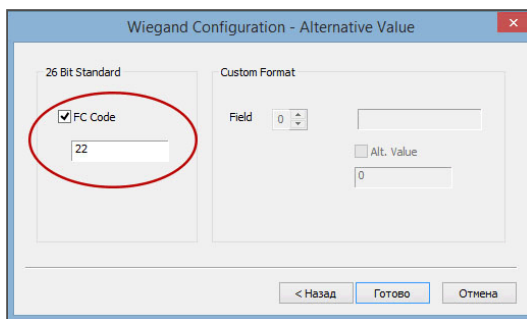 Wiegand Configuration - Alternative Value
26 Bit Standard
FC Code
22
Custom Format
Field 0
Alt. Value
0
< Назад Готово Отмена